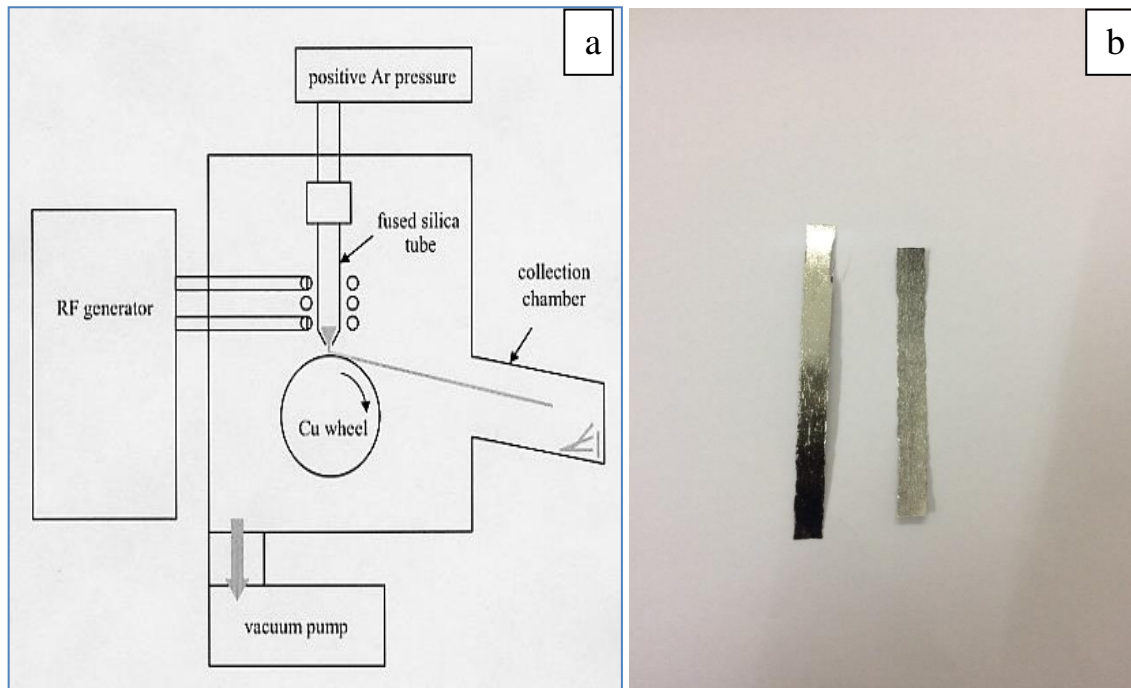 a
positive Ar pressure
fused silica
tube
collection
chamber
RF generator
Cu wheel
vacuum pump
b